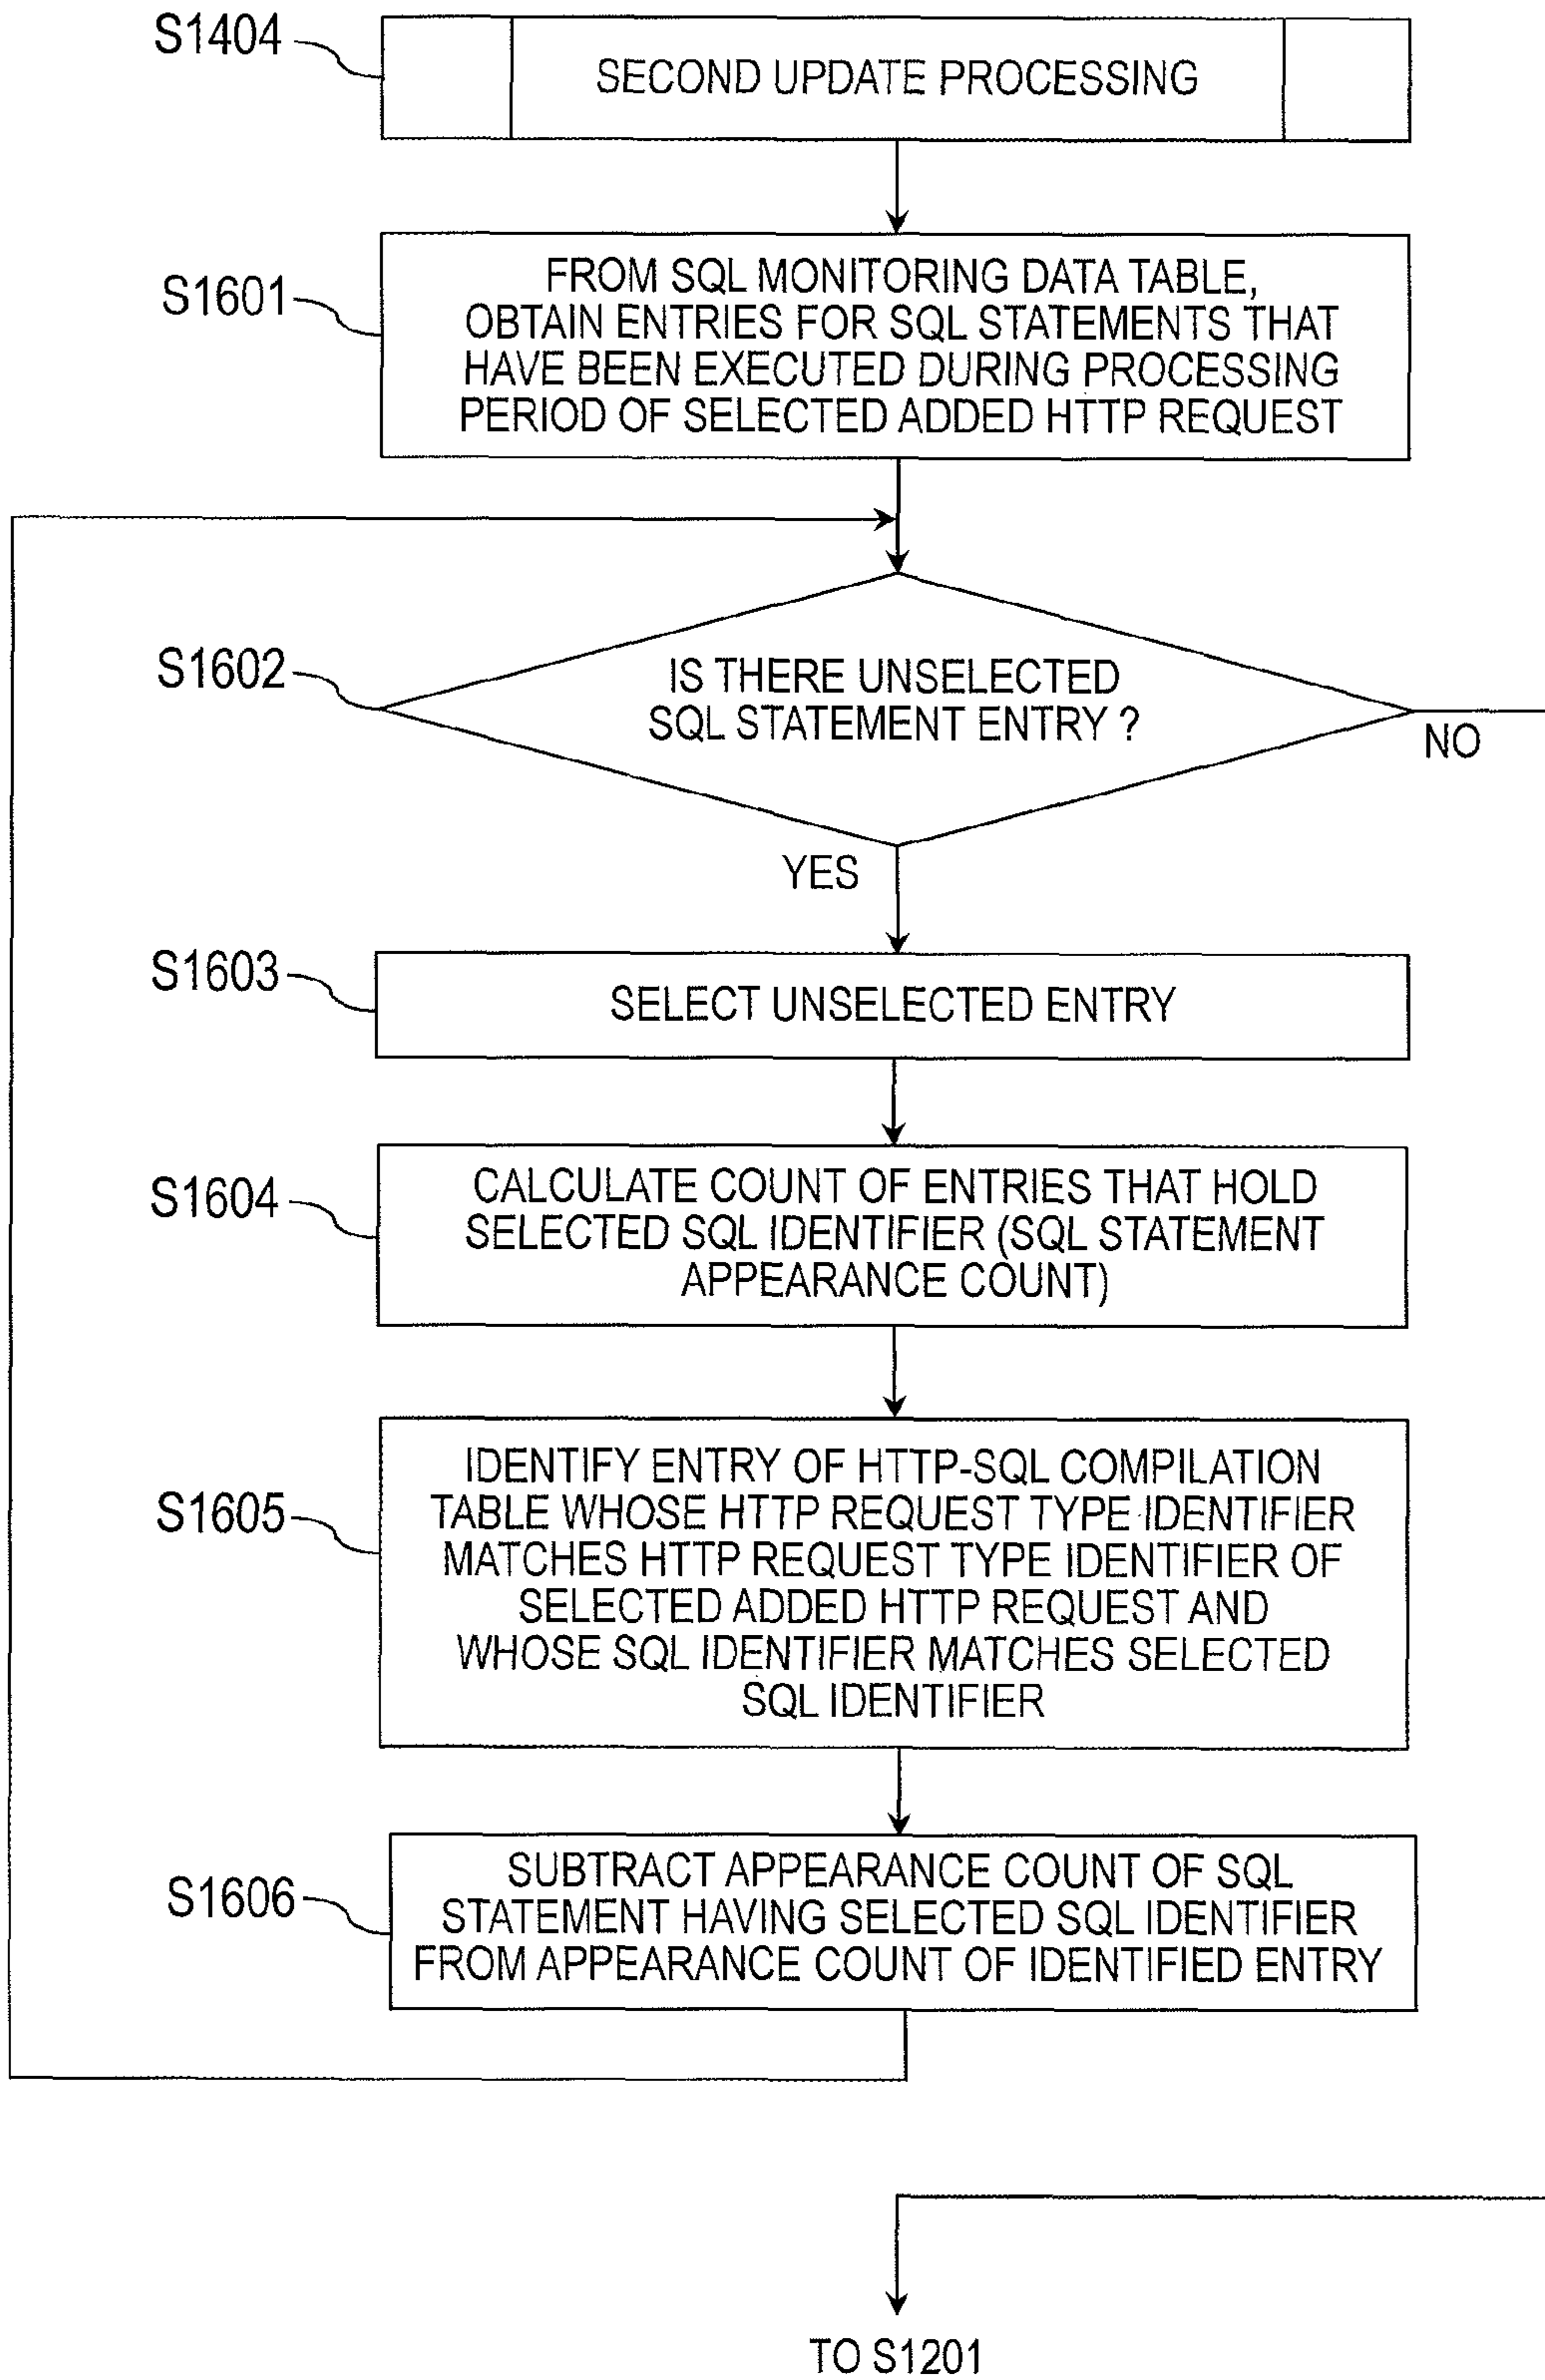 S1404
SECOND UPDATE PROCESSING
S1601
FROM SQL MONITORING DATA TABLE,
OBTAIN ENTRIES FOR SQL STATEMENTS THAT
HAVE BEEN EXECUTED DURING PROCESSING
PERIOD OF SELECTED ADDED HTTP REQUEST
S1602
IS THERE UNSELECTED
SQL STATEMENT ENTRY ?
NO
YES
S1603
SELECT UNSELECTED ENTRY
S1604
CALCULATE COUNT OF ENTRIES THAT HOLD
SELECTED SQL IDENTIFIER (SQL STATEMENT
APPEARANCE COUNT)
S1605
IDENTIFY ENTRY OF HTTP-SQL COMPILATION
TABLE WHOSE HTTP REQUEST TYPE IDENTIFIER
MATCHES HTTP REQUEST TYPE IDENTIFIER OF
SELECTED ADDED HTTP REQUEST AND
WHOSE SQL IDENTIFIER MATCHES SELECTED
SQL IDENTIFIER
S1606
SUBTRACT APPEARANCE COUNT OF SQL
STATEMENT HAVING SELECTED SQL IDENTIFIER
FROM APPEARANCE COUNT OF IDENTIFIED ENTRY
TO S1201